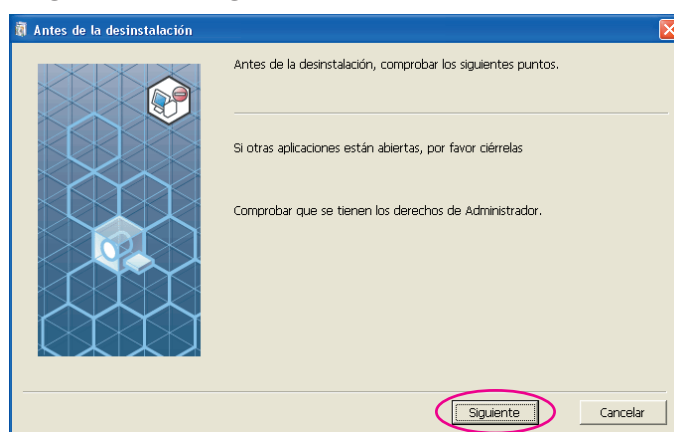 Antes de la desinstalación
Antes de la desinstalación, comprobar los siguientes puntos.
Si otras aplicaciones están abiertas, por favor ciérrelas
Comprobar que se tienen los derechos de Administrador.
Siguiente Cancelar